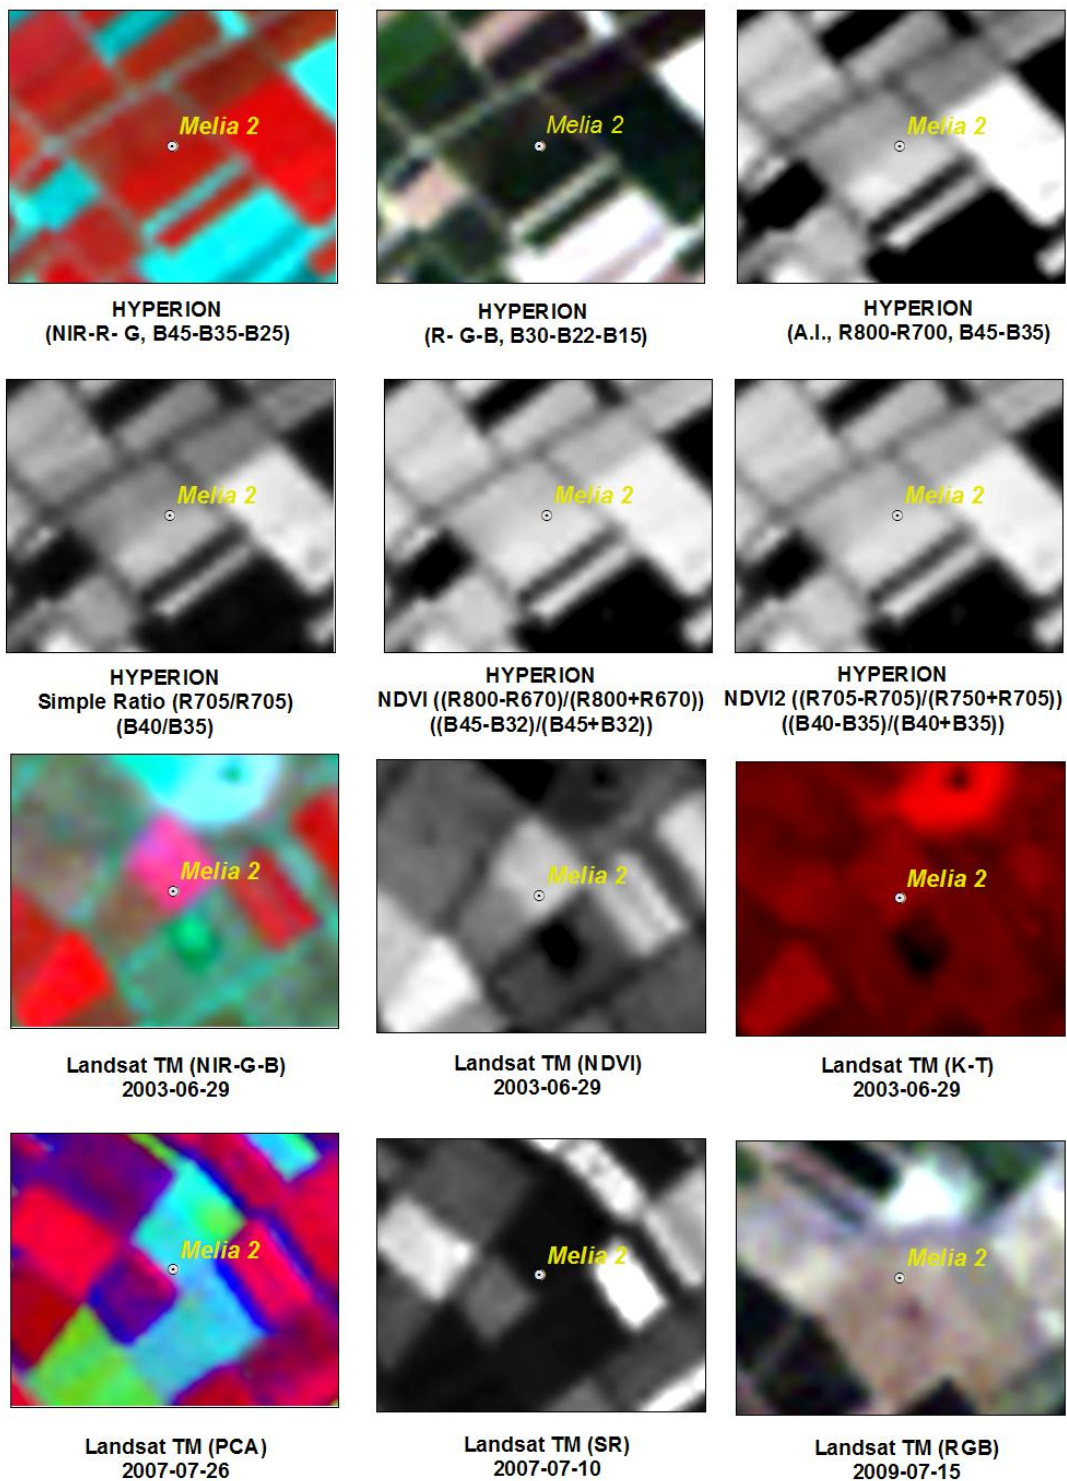 Melia 2
Melia 2
Melia 2
HYPERION
(NIR-R- G, B45-B35-B25)
HYPERION
(R- G-B, B30-B22-B15)
HYPERION
(A.I., R800-R700, B45-B35)
Melia 2
Melia 2
Melia 2
HYPERION
Simple Ratio (R705/R705)
(B40/B35)
HYPERION
NDVI ((R800-R670)/(R800+R670))
((B45-B32)/(B45+B32))
HYPERION
NDVI2 ((R705-R705)/(R750+R705))
((B40-B35)/(B40+B35))
Melia 2
Melia 2
Melia 2
Landsat TM (NIR-G-B)
2003-06-29
Landsat TM (NDVI)
2003-06-29
Landsat TM (K-T)
2003-06-29
Melia 2
Melia 2
Melia 2
Landsat TM (PCA)
2007-07-26
Landsat TM (SR)
2007-07-10
Landsat TM (RGB)
2009-07-15